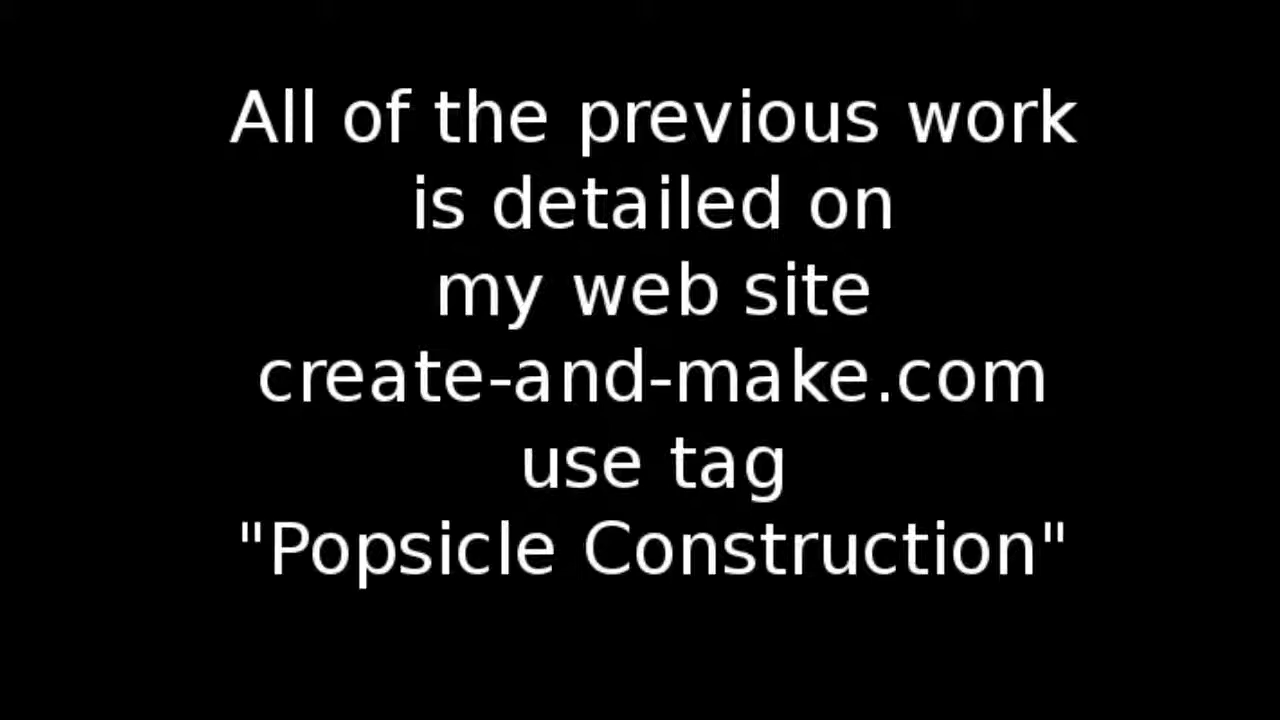 All of the previous work
is detailed on
my web site
create-and-make.com
use tag
"Popsicle Construction"